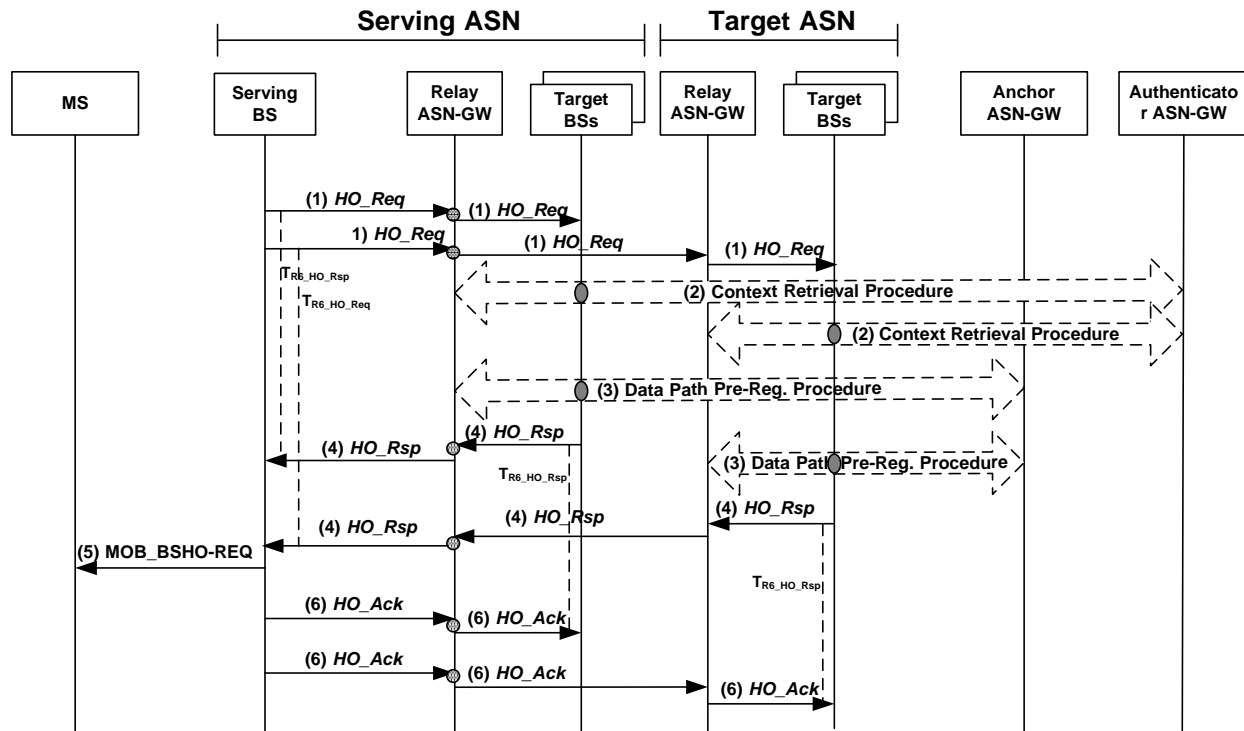 Serving ASN
Target ASN
MS
Serving
BS
Relay
ASN-GW
Target
BSs
Relay
ASN-GW
Target
BSs
Anchor
ASN-GW
Authenticato
r ASN-GW
(1) HO_Req
(1) HO_Req
1) HO_Req
(1) HO_Req
(1) HO_Req
TR6_HO_Rsp
(2) Context Retrieval Procedure
TR6_HO_Req
(2) Context Retrieval Procedure
(3) Data Path Pre-Reg. Procedure
(4) HO_Rsp
(4) HO_Rsp
(3) Data Path Pre-Reg. Procedure
TR6_HO_Rsp
(4) HO_Rsp
(4) HO_Rsp
(4) HO_Rsp
(5) MOB_BSHO-REQ
TR6_HO_Rsp
(6) HO_Ack
(6) HO_Ack
(6) HO_Ack
(6) HO_Ack
(6) HO_Ack